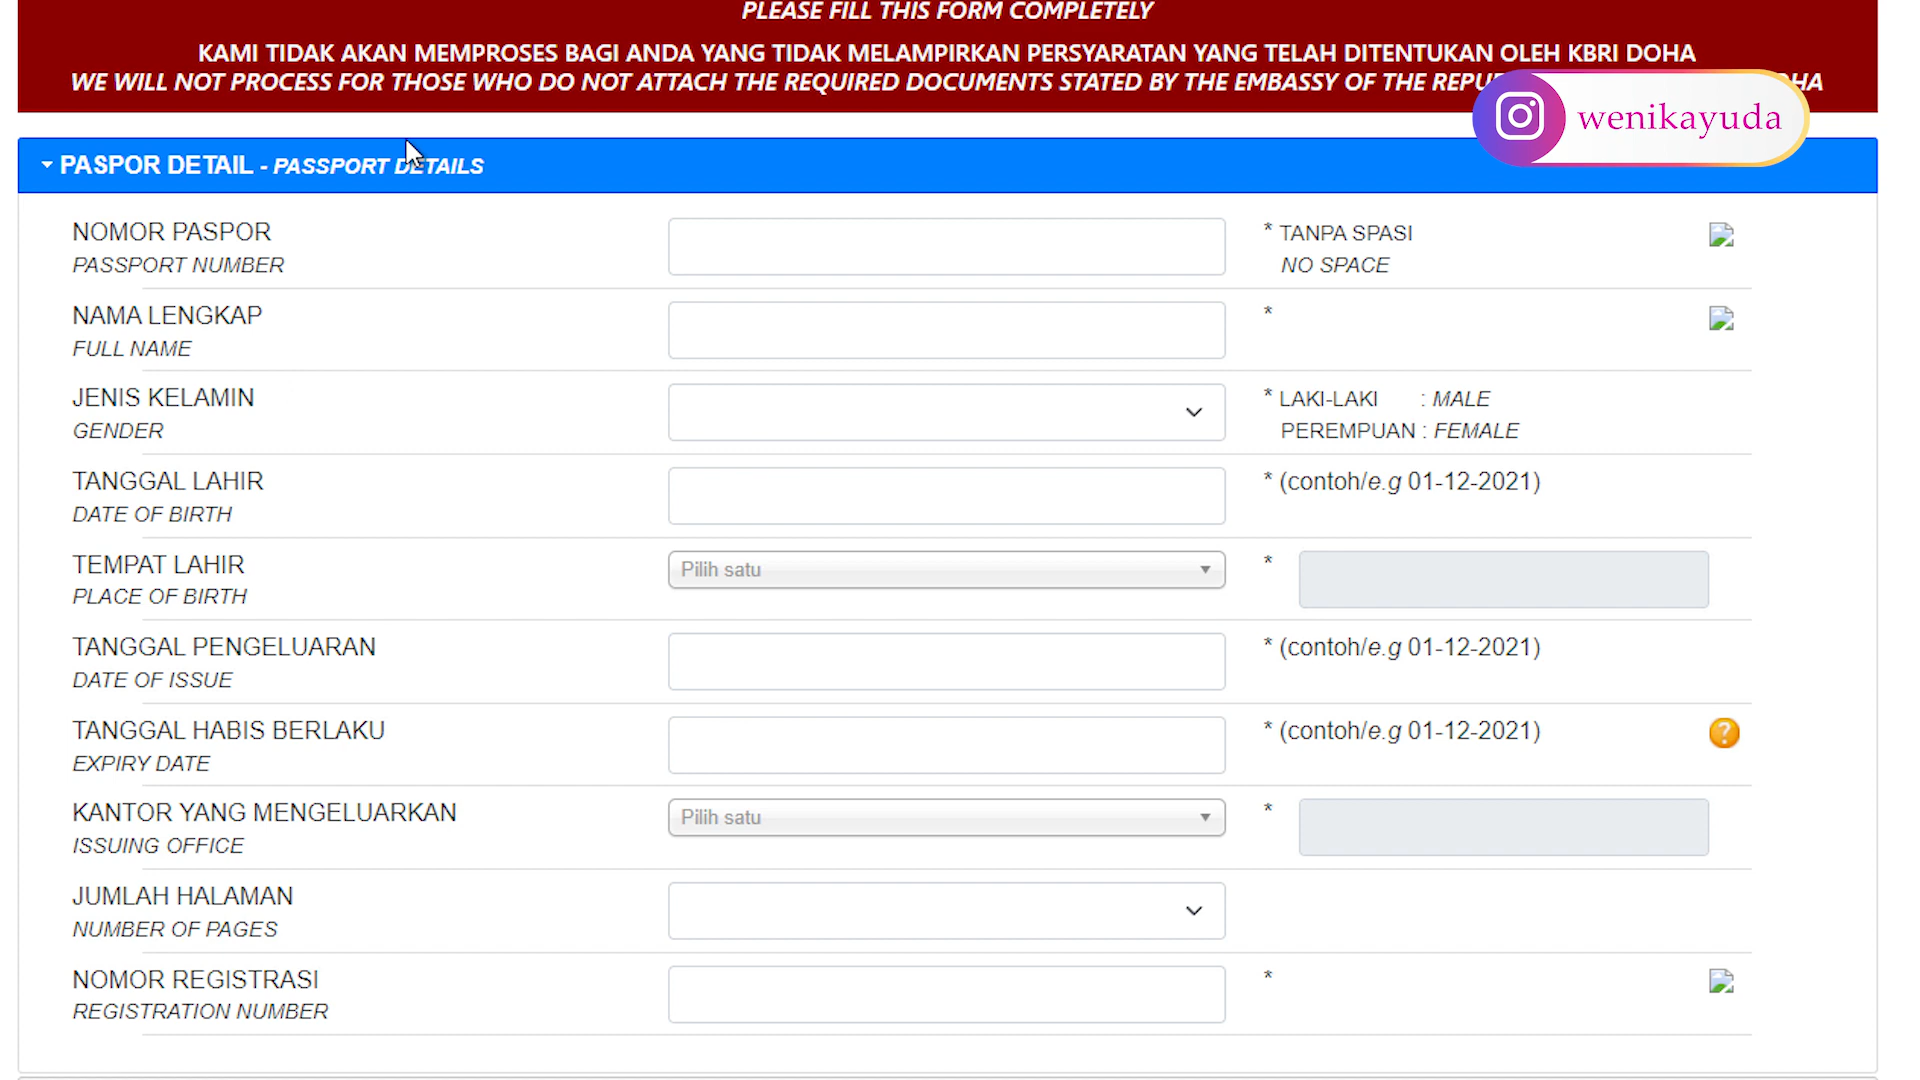 PLEASE FILL THIS FORM COMPLETELY
KAMI TIDAK AKAN MEMPROSES BAGI ANDA YANG TIDAK MELAMPIRKAN PERSYARATAN YANG TELAH DITENTUKAN OLEH KBRI DOHA
WE WILL NOT PROCESS FOR THOSE WHO DO NOT ATTACH THE REQUIRED DOCUMENTS STATED BY THE EMBASSY OF THE
wenikayuda
PASPOR DETAIL - PASSPORT DETAILS
NOMOR PASPOR
PASSPORT NUMBER
* TANPA SPASI
NO SPACE
NAMA LENGKAP
FULL NAME
*
JENIS KELAMIN
GENDER
* LAKI-LAKI : MALE
PEREMPUAN : FEMALE
TANGGAL LAHIR
DATE OF BIRTH
* (contoh/e.g 01-12-2021)
TEMPAT LAHIR
PLACE OF BIRTH
Pilih satu
*
TANGGAL PENGELUARAN
DATE OF ISSUE
* (contoh/e.g 01-12-2021)
TANGGAL HABIS BERLAKU
EXPIRY DATE
* (contoh/e.g 01-12-2021)
?
KANTOR YANG MENGELUARKAN
ISSUING OFFICE
Pilih satu
*
JUMLAH HALAMAN
NUMBER OF PAGES
NOMOR REGISTRASI
REGISTRATION NUMBER
*